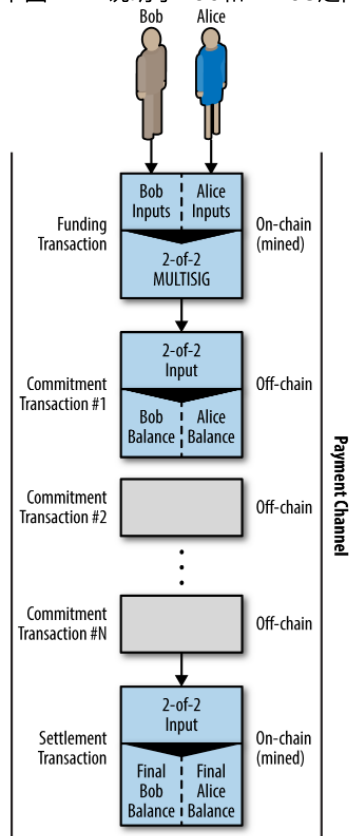 Bob Alice
Bob Inputs
Alice Inputs
Funding Transaction
2-of-2 MULTISIG
On-chain (mined)
2-of-2 Input
Commitment Transaction #1
Bob Balance
Alice Balance
Off-chain
Commitment Transaction #2
Off-chain
Payment Channel
Commitment Transaction #N
Off-chain
2-of-2 Input
Settlement Transaction
Final Bob Balance
Final Alice Balance
On-chain (mined)